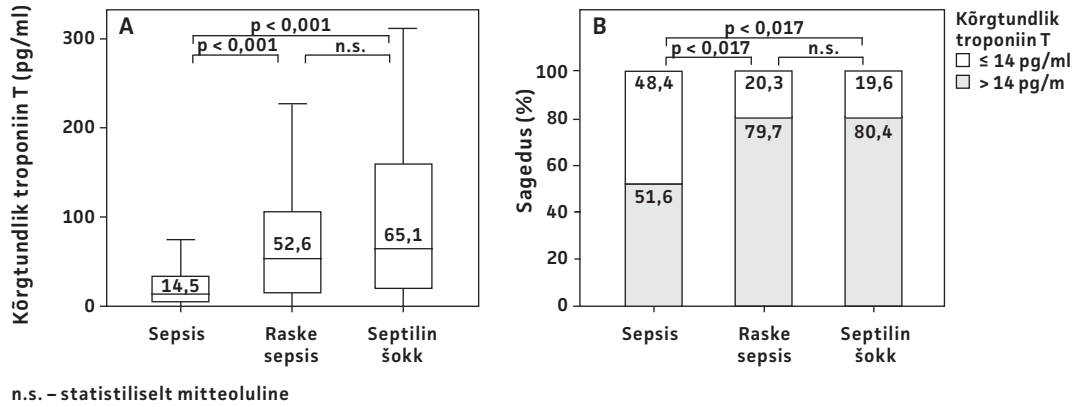 Kõrgtundlik troponiin T (pg/ml)
A
p < 0,001
p < 0,001
n.s.
300
200
100
0
14,5
52,6
65,1
Sepsis
Raske
sepsis
Septilin
šokk
Sagedus (%)
B
p < 0,017
p < 0,017
n.s.
100
80
60
40
20
0
48,4
20,3
19,6
51,6
79,7
80,4
Sepsis
Raske
sepsis
Septilin
šokk
Kõrgtundlik
troponiin T
≤ 14 pg/ml
> 14 pg/m
n.s. – statistiliselt mitteoluline